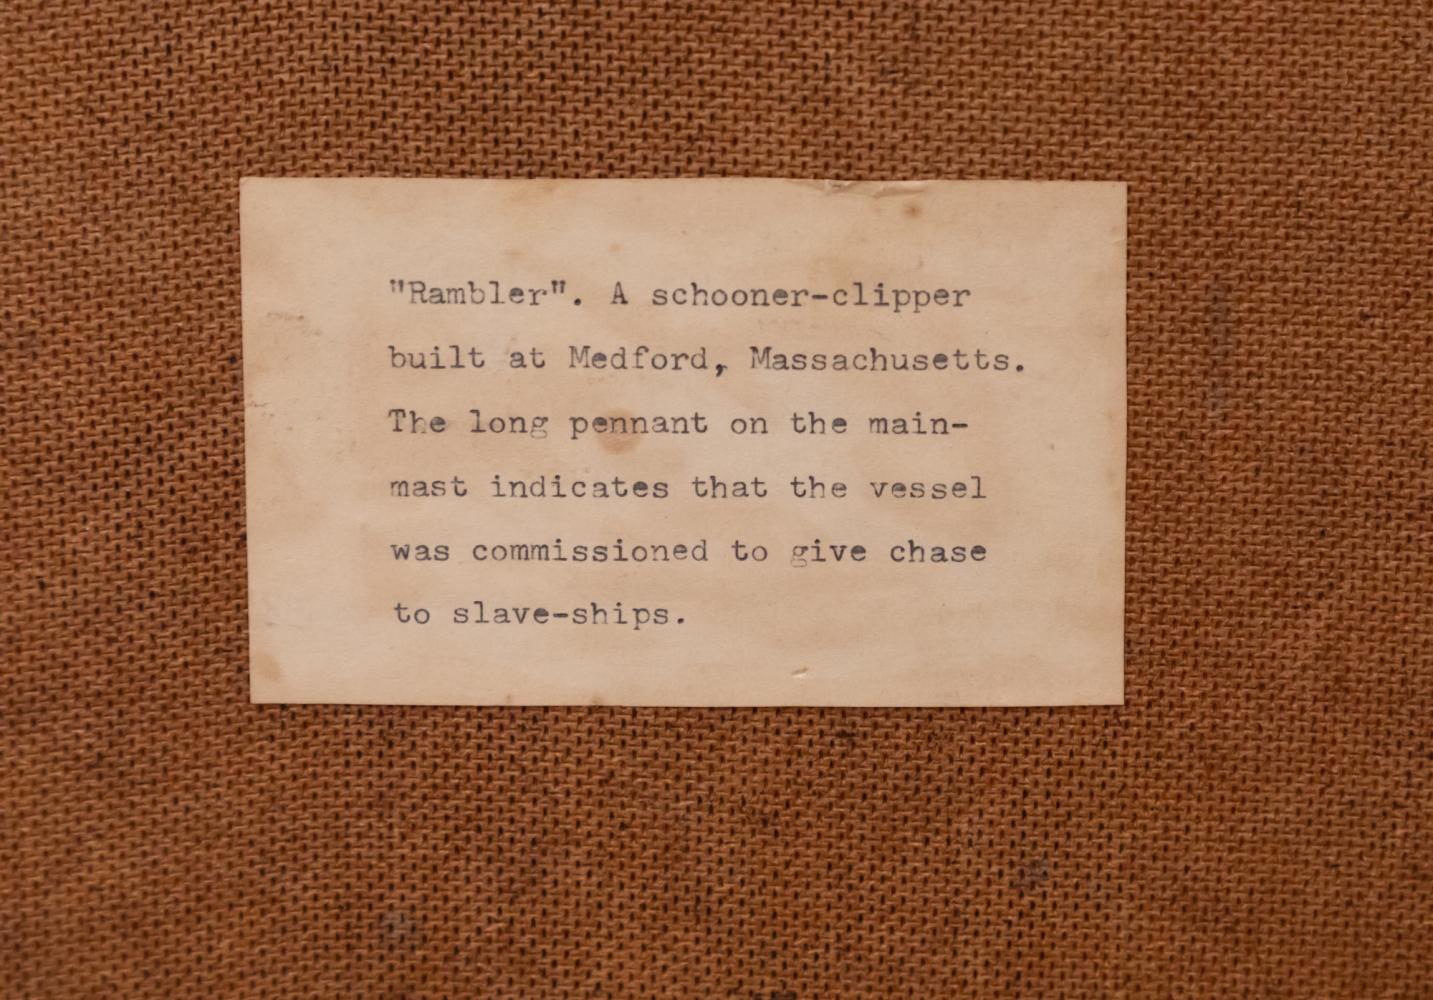 "Rambler". A schooner-clipper
built at Medford, Massachusetts.
The long pennant on the main-
mast indicates that the vessel
was commissioned to give chase
to slave-ships.